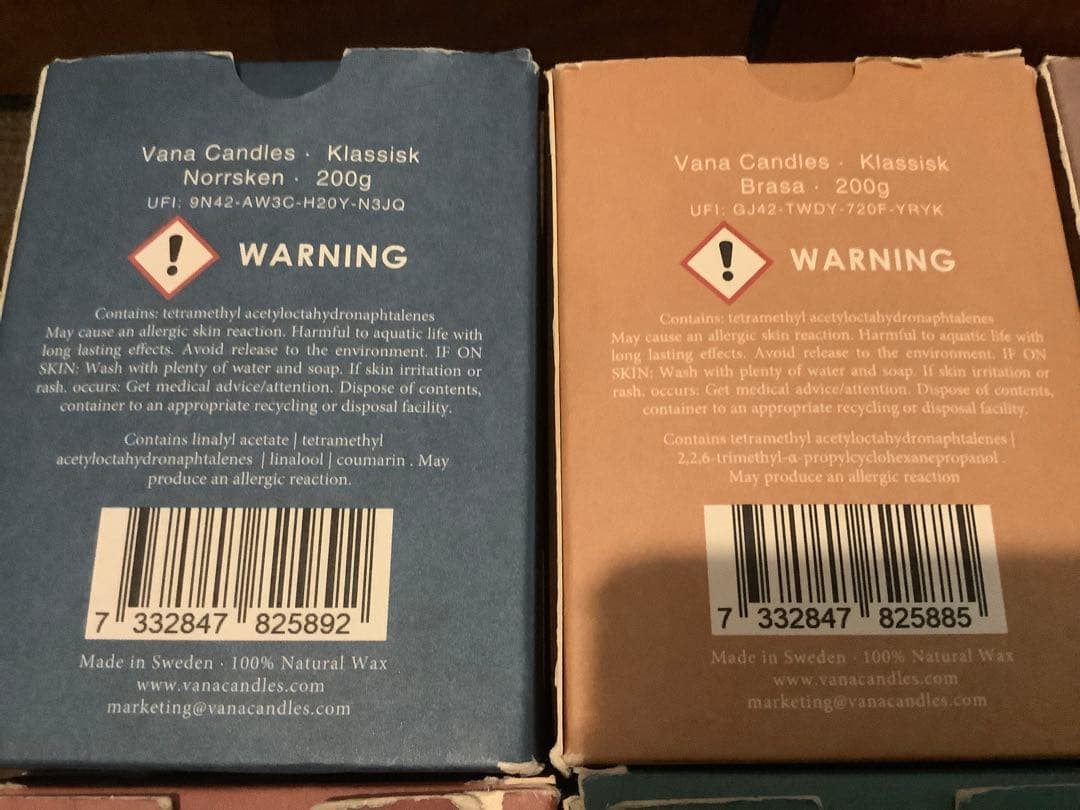 Vana Candles · Klassisk
Norrsken · 200g
UFI: 9N42-AW3C-H20Y-N3JQ
WARNING
Contains: tetramethyl acetyloctahydronaphtalenes
May cause an allergic skin reaction. Harmful to aquatic life with
long lasting effects. Avoid release to the environment. IF ON
SKIN: Wash with plenty of water and soap. If skin irritation or
rash. occurs: Get medical advice/attention. Dispose of contents,
container to an appropriate recycling or disposal facility.
Contains linalyl acetate | tetramethyl
acetyloctahydronaphtalenes | linalool | coumarin . May
produce an allergic reaction.
7 332847 825892
Made in Sweden · 100% Natural Wax
www.vanacandles.com
marketing@vanacandles.com
Vana Candles · Klassisk
Brasa · 200g
UFI: GJ42-TWDY-720F-YRYK
WARNING
Contains: tetramethyl acetyloctahydronaphtalenes
May cause an allergic skin reaction. Harmful to aquatic life with
long lasting effects. Avoid release to the environment. IF ON
SKIN: Wash with plenty of water and soap. If skin irritation or
rash. occurs: Get medical advice/attention. Dispose of contents,
container to an appropriate recycling or disposal facility.
Contains tetramethyl acetyloctahydronaphtalenes |
2,2,6-trimethyl-α-propylcyclohexanepropanol .
May produce an allergic reaction
7 332847 825885
Made in Sweden · 100% Natural Wax
www.vanacandles.com
marketing@vanacandles.com